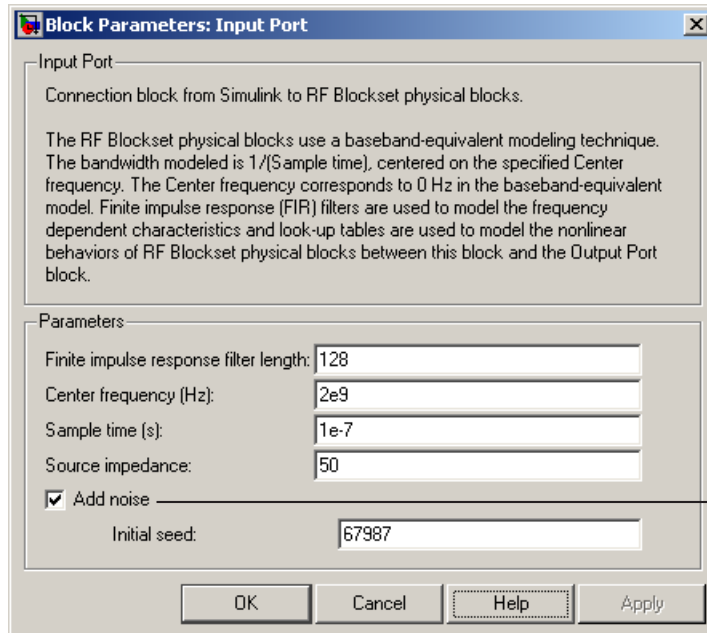 Block Parameters: Input Port
Input Port
Connection block from Simulink to RF Blockset physical blocks.
The RF Blockset physical blocks use a baseband-equivalent modeling technique.
The bandwidth modeled is 1/(Sample time), centered on the specified Center
frequency. The Center frequency corresponds to 0 Hz in the baseband-equivalent
model. Finite impulse response (FIR) filters are used to model the frequency
dependent characteristics and look-up tables are used to model the nonlinear
behaviors of RF Blockset physical blocks between this block and the Output Port
block.
Parameters
Finite impulse response filter length: 128
Center frequency (Hz): 2e9
Sample time (s): 1e-7
Source impedance: 50
Add noise
Initial seed: 67987
OK Cancel Help Apply